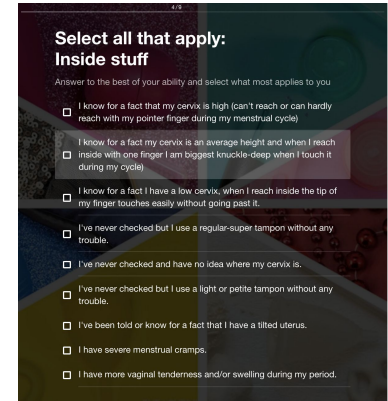 4/9
Select all that apply:
Inside stuff
Answer to the best of your ability and select what most applies to you
I know for a fact that my cervix is high (can't reach or can hardly
reach with my pointer finger during my menstrual cycle)
I know for a fact my cervix is an average height and when I reach
inside with one finger I am biggest knuckle-deep when I touch it
during my cycle)
I know for a fact I have a low cervix, when I reach inside the tip of
my finger touches easily without going past it.
I've never checked but I use a regular-super tampon without any
trouble.
I've never checked and have no idea where my cervix is.
I've never checked but I use a light or petite tampon without any
trouble.
I've been told or know for a fact that I have a tilted uterus.
I have severe menstrual cramps.
I have more vaginal tenderness and/or swelling during my period.